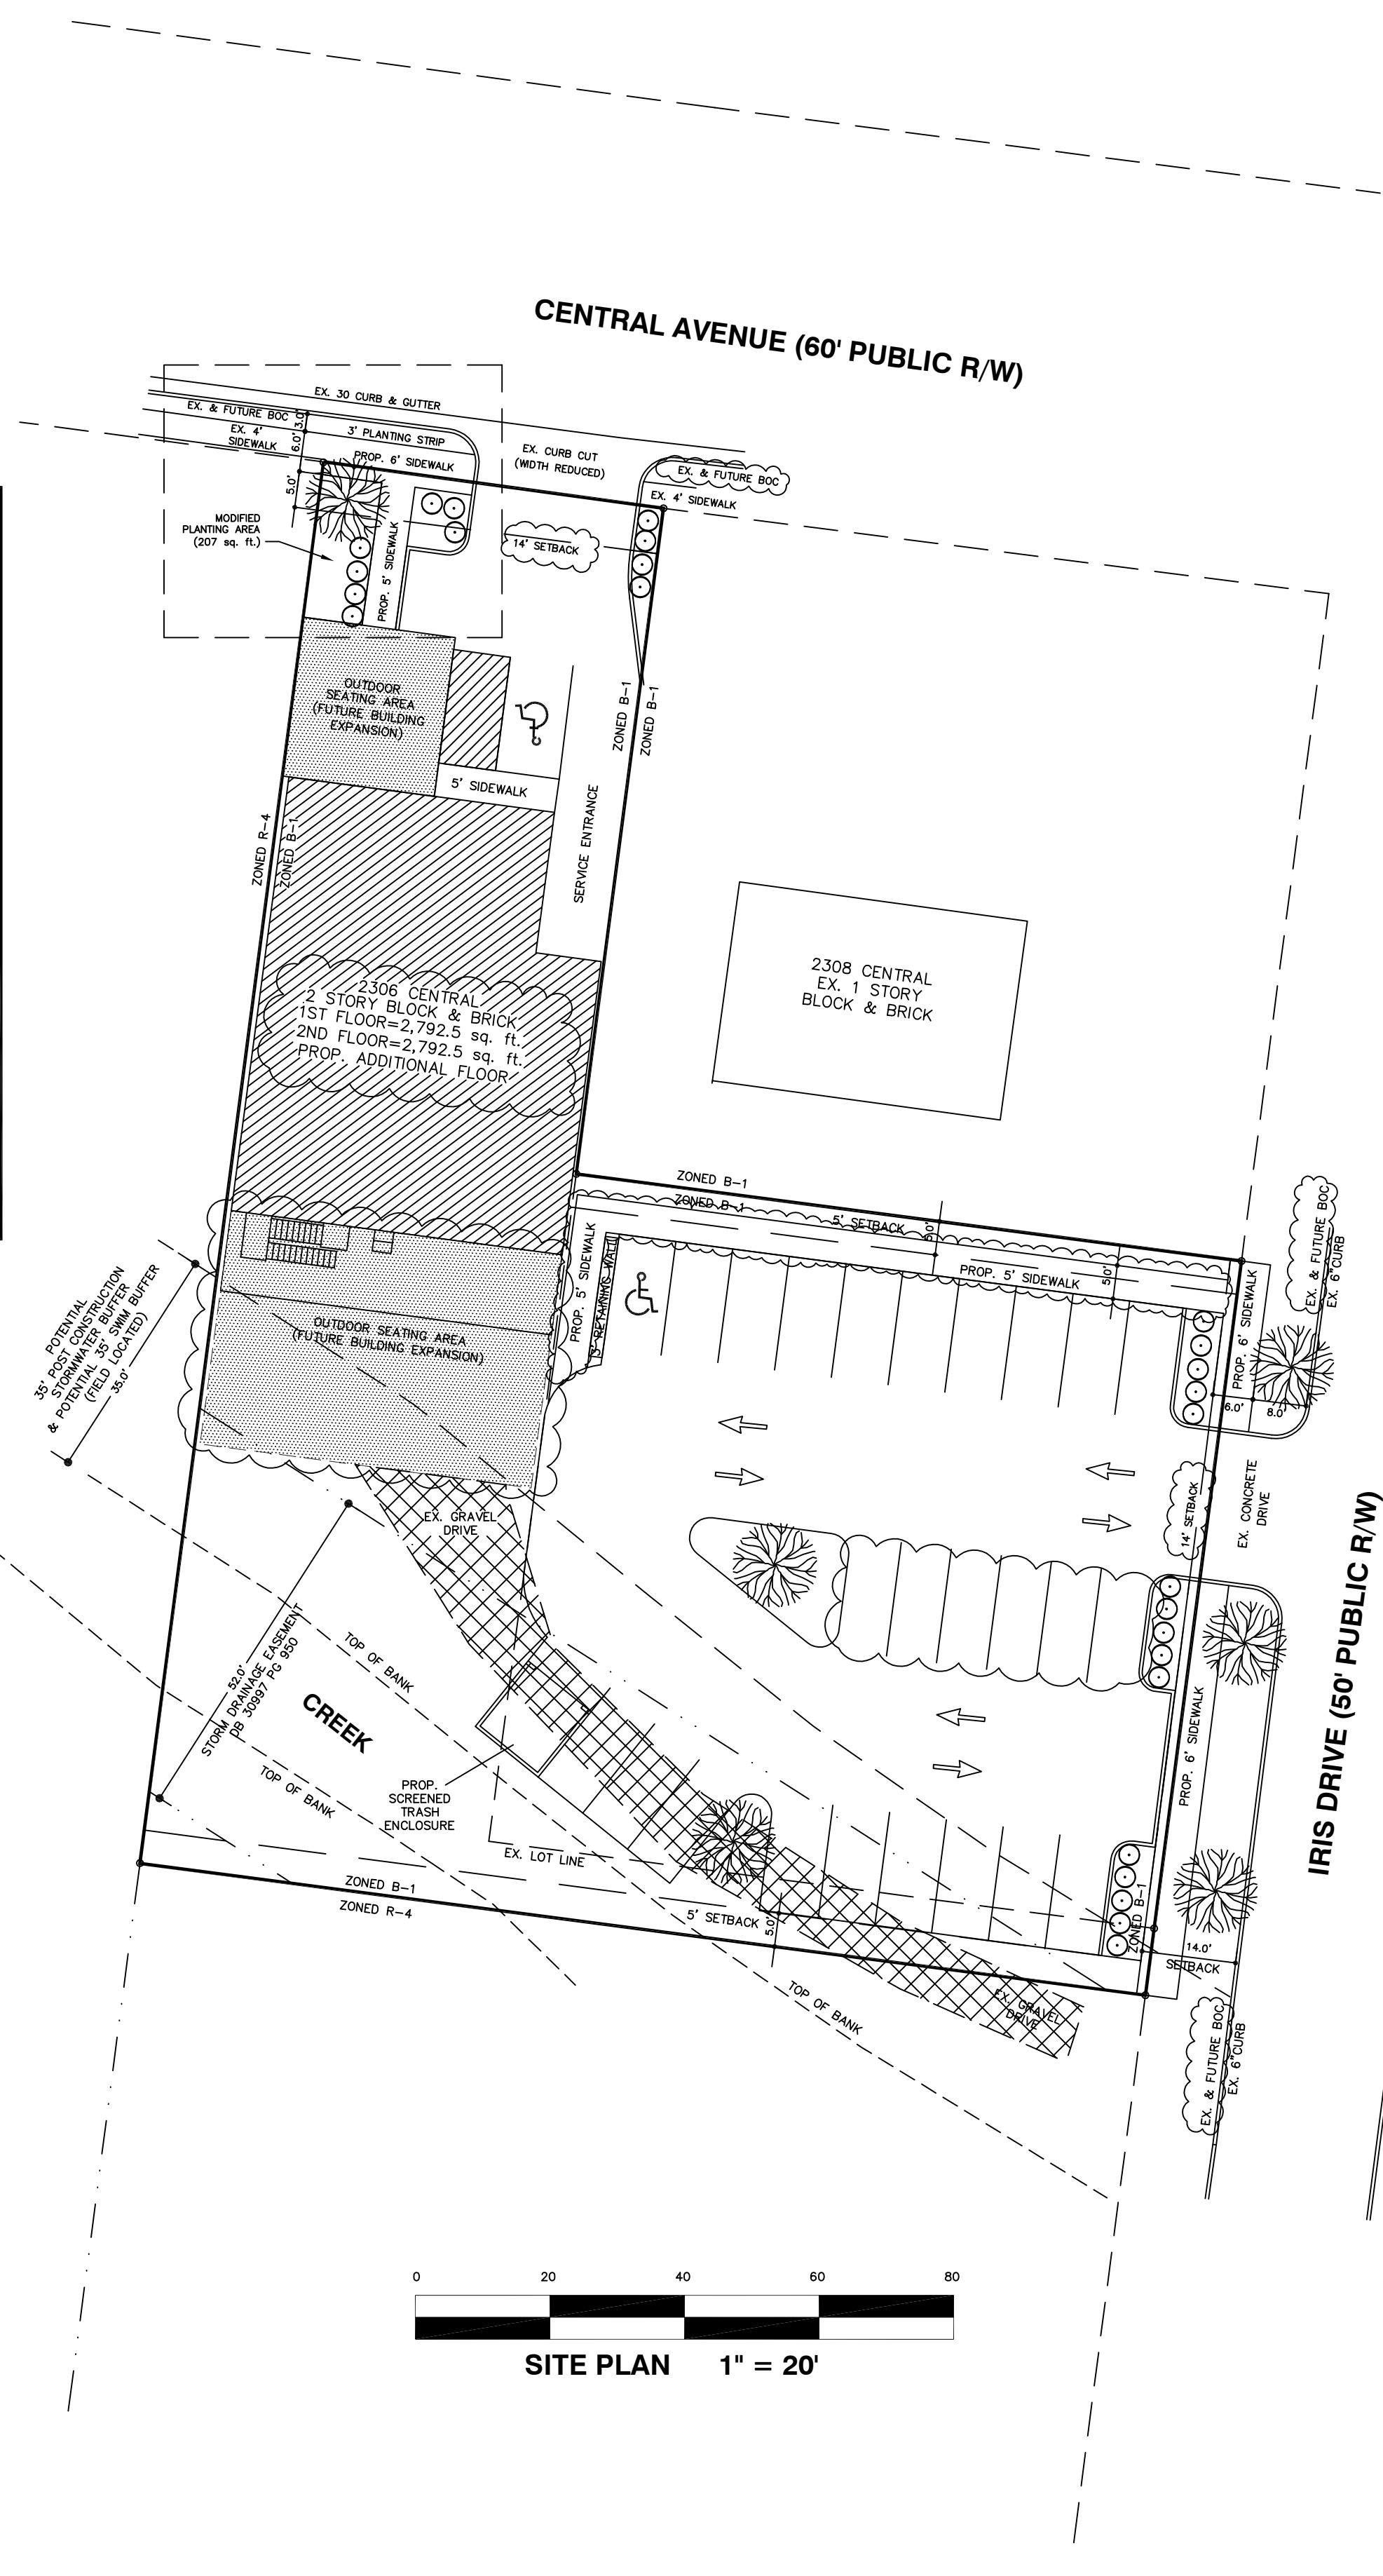 CENTRAL AVENUE (60' PUBLIC R/W)
EX. 30 CURB & GUTTER
EX. & FUTURE BOC
3.0'
3' PLANTING STRIP
EX. 4'
SIDEWALK
6.0'
PROP. 6' SIDEWALK
EX. CURB CUT
(WIDTH REDUCED)
EX. & FUTURE BOC
EX. 4' SIDEWALK
5.0'
MODIFIED
PLANTING AREA
(207 sq. ft.)
PROP. 5' SIDEWALK
14' SETBACK
OUTDOOR
SEATING AREA
(FUTURE BUILDING
EXPANSION)
ZONED B-1
ZONED B-1
5' SIDEWALK
SERVICE ENTRANCE
ZONED R-4
ZONED B-1
2306 CENTRAL
2 STORY BLOCK & BRICK
1ST FLOOR=2,792.5 sq. ft.
2ND FLOOR=2,792.5 sq. ft.
PROP. ADDITIONAL FLOOR
2308 CENTRAL
EX. 1 STORY
BLOCK & BRICK
ZONED B-1
ZONED B-1
5' SETBACK
5.0'
PROP. 5' SIDEWALK
5.0'
PROP. 5' SIDEWALK
3' RETAINING WALL
EX. & FUTURE BOC
EX. 6"CURB
PROP. 6' SIDEWALK
6.0'
8.0'
POTENTIAL
35' POST CONSTRUCTION
STORMWATER BUFFER
& POTENTIAL 35' SWIM BUFFER
(FIELD LOCATED)
35.0'
OUTDOOR SEATING AREA
(FUTURE BUILDING EXPANSION)
14' SETBACK
EX. CONCRETE
DRIVE
EX. GRAVEL
DRIVE
IRIS DRIVE (50' PUBLIC R/W)
52.0'
STORM DRAINAGE EASEMENT
DB 30997 PG 950
TOP OF BANK
CREEK
TOP OF BANK
PROP.
SCREENED
TRASH
ENCLOSURE
PROP. 6' SIDEWALK
EX. LOT LINE
ZONED B-1
ZONED R-4
5' SETBACK
5.0'
ZONED B-1
14.0'
SETBACK
TOP OF BANK
EX. GRAVEL
DRIVE
EX. & FUTURE BOC
EX. 6"CURB
0 20 40 60 80
SITE PLAN 1" = 20'